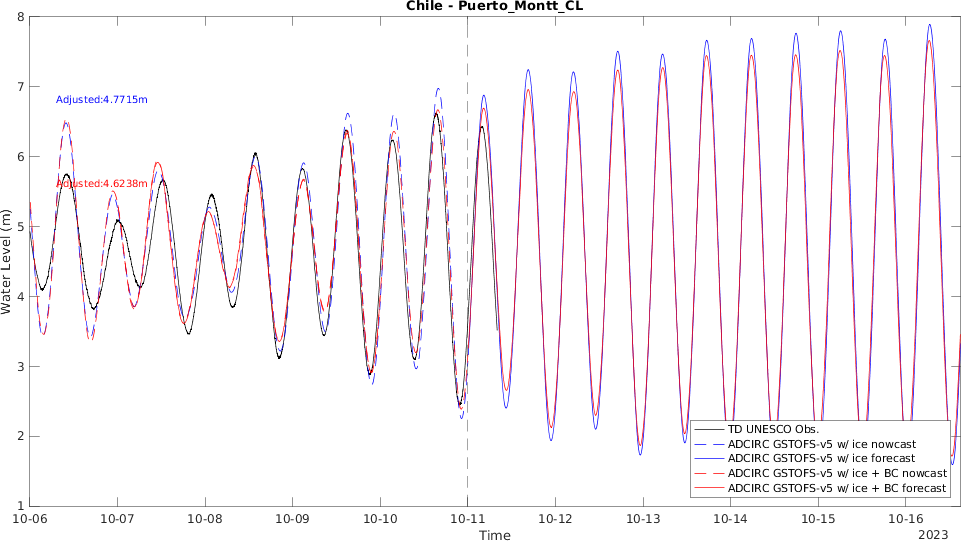 Chile - Puerto_Montt_CL
8
7
6
5
4
3
2
1
Water Level (m)
Adjusted:4.7715m
Adjusted:4.6238m
TD UNESCO Obs.
ADCIRC GSTOFS-v5 w/ ice nowcast
ADCIRC GSTOFS-v5 w/ ice forecast
ADCIRC GSTOFS-v5 w/ ice + BC nowcast
ADCIRC GSTOFS-v5 w/ ice + BC forecast
10-06 10-07 10-08 10-09 10-10 10-11 10-12 10-13 10-14 10-15 10-16
Time
2023